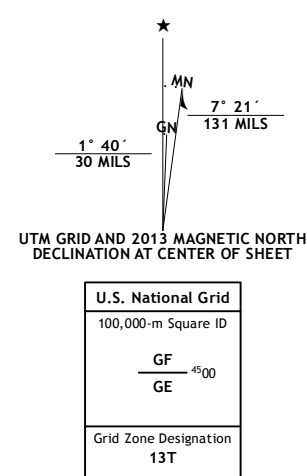 ★
MN
7° 21´
131 MILS
GN
1° 40´
30 MILS
UTM GRID AND 2013 MAGNETIC NORTH
DECLINATION AT CENTER OF SHEET
U.S. National Grid
100,000-m Square ID
GF
4500
GE
Grid Zone Designation
13T